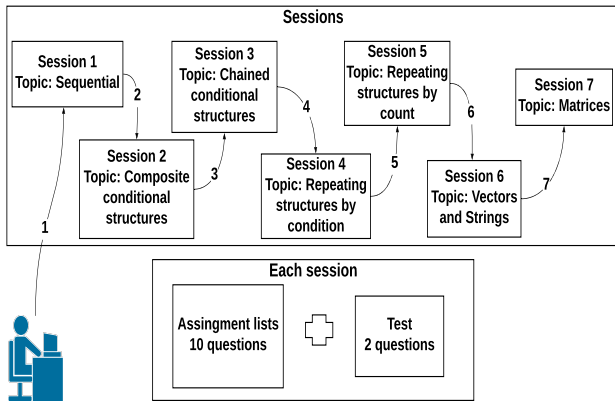 Sessions
Session 1
Topic: Sequential
2
Session 2
Topic: Composite
conditional
structures
3
Session 3
Topic: Chained
conditional
structures
4
Session 4
Topic: Repeating
structures by
condition
5
Session 5
Topic: Repeating
structures by
count
6
Session 6
Topic: Vectors
and Strings
7
Session 7
Topic: Matrices
1
Each session
Assingment lists
10 questions
Test
2 questions